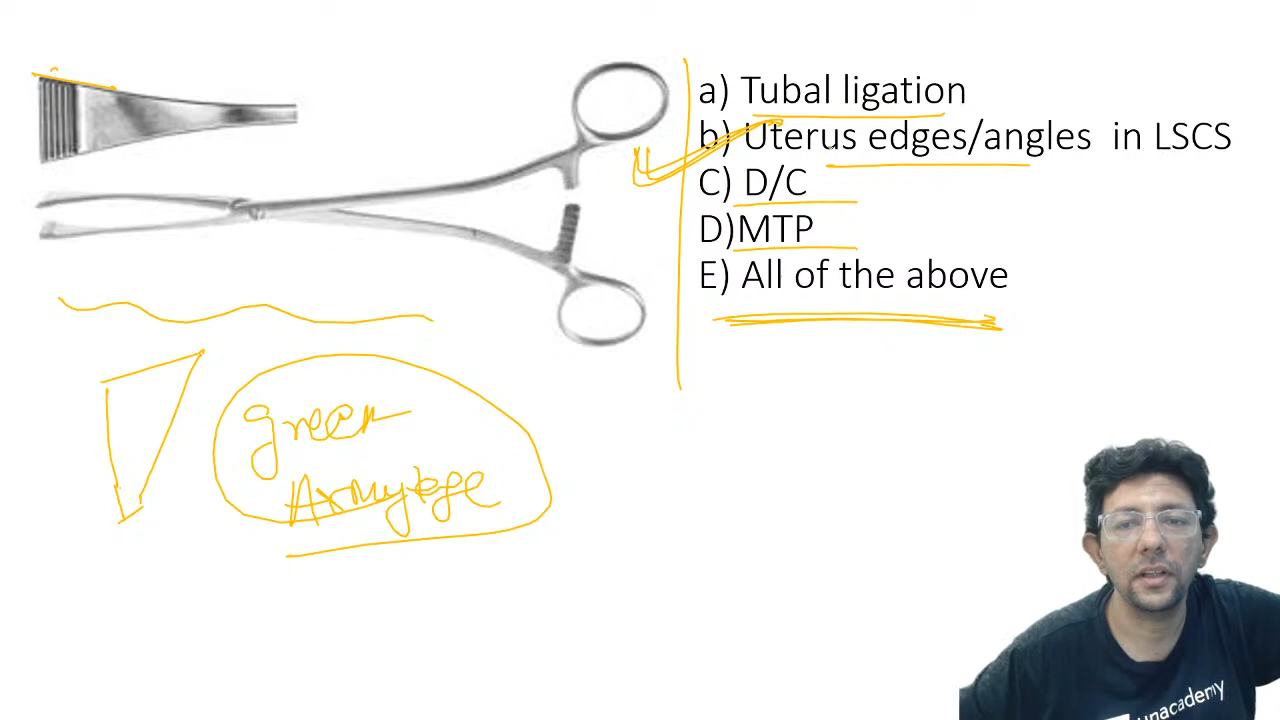 a) Tubal ligation
b) Uterus edges/angles in LSCS
C) D/C
D)MTP
E) All of the above
green
Armytage
unacademy